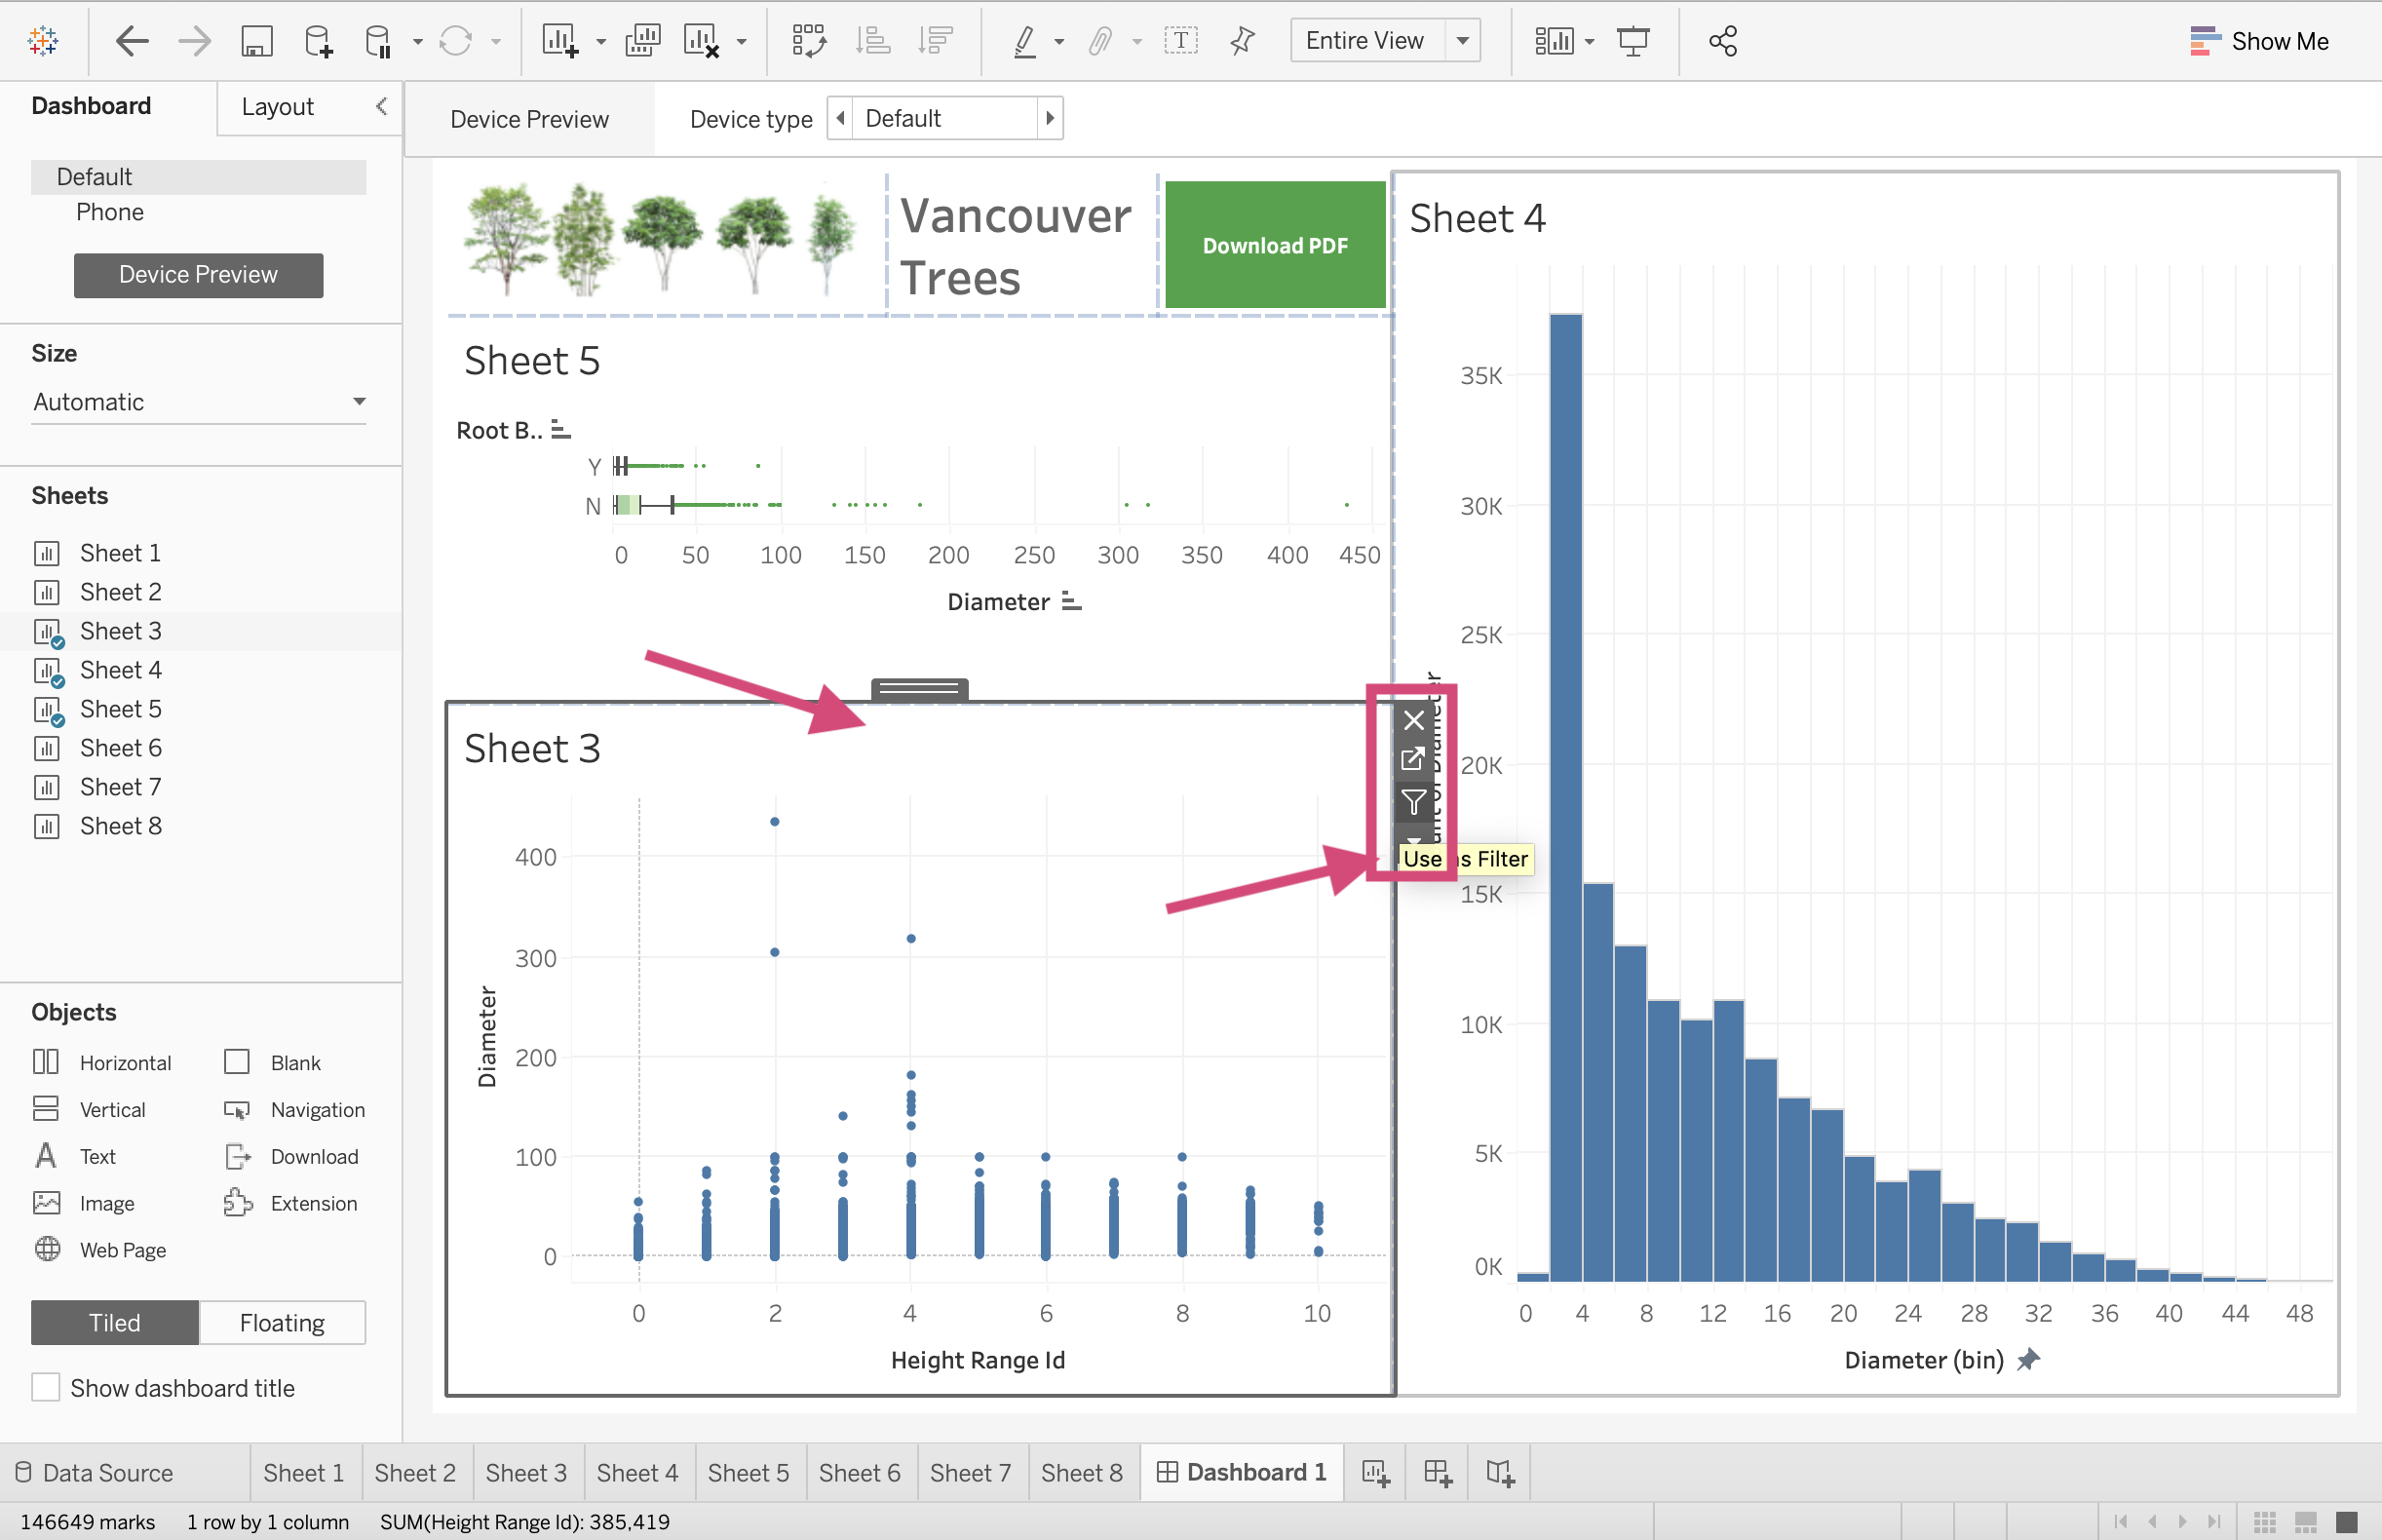 Entire View
Show Me
Dashboard
Layout
Default
Phone
Device Preview
Size
Automatic
Sheets
Sheet 1
Sheet 2
Sheet 3
Sheet 4
Sheet 5
Sheet 6
Sheet 7
Sheet 8
Objects
Horizontal
Blank
Vertical
Navigation
Text
Download
Image
Extension
Web Page
Tiled
Floating
Show dashboard title
Device Preview
Device type
Default
Vancouver
Trees
Download PDF
Sheet 5
Root B..
Y
N
0 50 100 150 200 250 300 350 400 450
Diameter
Sheet 3
Diameter
400
300
200
100
0
0 2 4 6 8 10
Height Range Id
Use as Filter
Sheet 4
35K
30K
25K
20K
15K
10K
5K
0K
0 4 8 12 16 20 24 28 32 36 40 44 48
Diameter (bin)
Data Source
Sheet 1
Sheet 2
Sheet 3
Sheet 4
Sheet 5
Sheet 6
Sheet 7
Sheet 8
Dashboard 1
146649 marks
1 row by 1 column
SUM(Height Range Id): 385,419